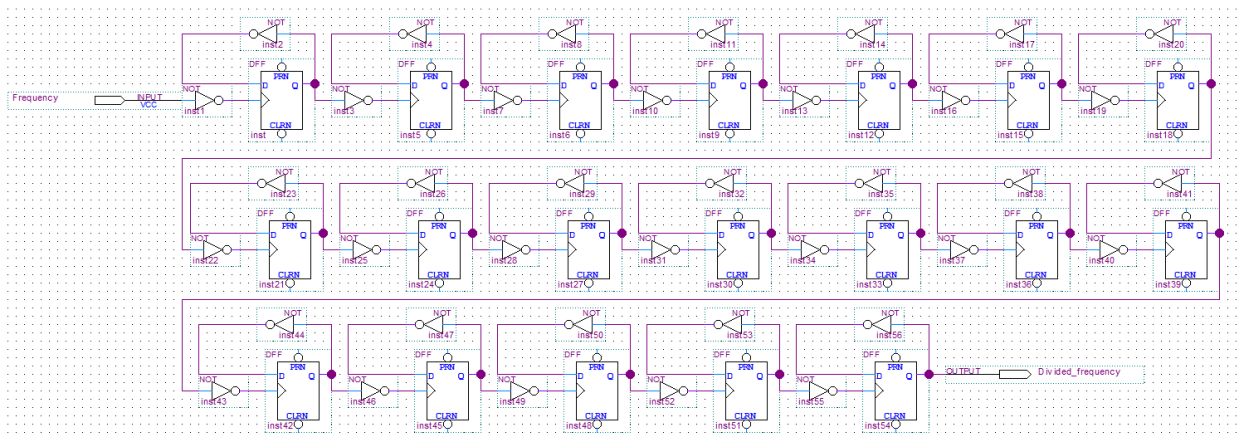 NOT NOT NOT NOT NOT NOT NOT
inst2 inst4 inst8 inst11 inst14 inst17 inst20
DFF DFF DFF DFF DFF DFF DFF
PRN PRN PRN PRN PRN PRN PRN
Frequency INPUT NOT D Q NOT D Q NOT D Q NOT D Q NOT D Q NOT D Q NOT D Q
VCC inst1 inst3 inst7 inst10 inst13 inst16 inst19
CLRN CLRN CLRN CLRN CLRN CLRN CLRN
inst inst5 inst6 inst9 inst12 inst15 inst18
NOT NOT NOT NOT NOT NOT NOT
inst23 inst26 inst29 inst32 inst35 inst38 inst41
DFF DFF DFF DFF DFF DFF DFF
PRN PRN PRN PRN PRN PRN PRN
NOT D Q NOT D Q NOT D Q NOT D Q NOT D Q NOT D Q NOT D Q
inst22 inst25 inst28 inst31 inst34 inst37 inst40
CLRN CLRN CLRN CLRN CLRN CLRN CLRN
inst21 inst24 inst27 inst30 inst33 inst36 inst39
NOT NOT NOT NOT NOT
inst44 inst47 inst50 inst53 inst56
DFF DFF DFF DFF DFF
PRN PRN PRN PRN PRN
NOT D Q NOT D Q NOT D Q NOT D Q NOT D Q OUTPUT Divided_frequency
inst43 inst46 inst49 inst52 inst55
CLRN CLRN CLRN CLRN CLRN
inst42 inst45 inst48 inst51 inst54